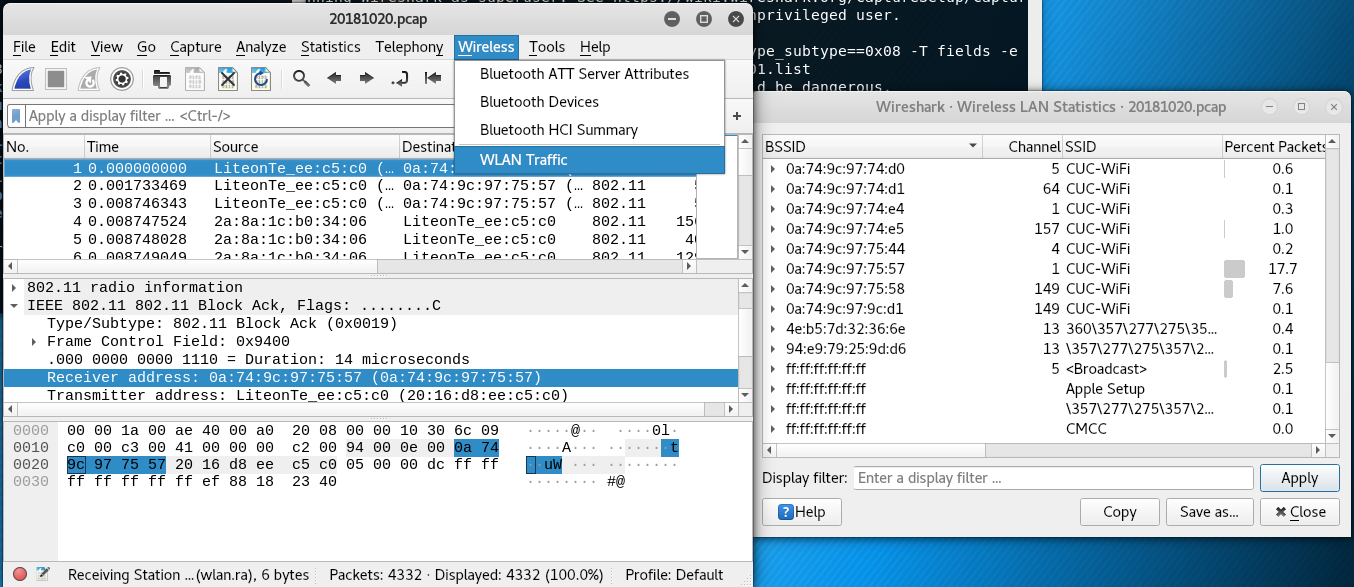 nning wireshark as superuser. See https://wiki.wireshark.org/CaptureSetup/Captur
nprivileged user.
ype_subtype==0x08 -T fields -e
01.list
d be dangerous.
20181020.pcap
File Edit View Go Capture Analyze Statistics Telephony Wireless Tools Help
Bluetooth ATT Server Attributes
Bluetooth Devices
Bluetooth HCI Summary
WLAN Traffic
Apply a display filter ... <Ctrl-/> +
No. Time Source Destinat
1 0.000000000 LiteonTe_ee:c5:c0 (… 0a:74:9
2 0.001733469 LiteonTe_ee:c5:c0 (… 0a:74:9c:97:75:57 (… 802.11
3 0.008746343 LiteonTe_ee:c5:c0 (… 0a:74:9c:97:75:57 (… 802.11
4 0.008747524 2a:8a:1c:b0:34:06 LiteonTe_ee:c5:c0 802.11 156
5 0.008748028 2a:8a:1c:b0:34:06 LiteonTe_ee:c5:c0 802.11 40
6 0.008749049 2a:8a:1c:b0:34:06 LiteonTe_ee:c5:c0 802.11 129
802.11 radio information
IEEE 802.11 802.11 Block Ack, Flags: ........C
Type/Subtype: 802.11 Block Ack (0x0019)
Frame Control Field: 0x9400
.000 0000 0000 1110 = Duration: 14 microseconds
Receiver address: 0a:74:9c:97:75:57 (0a:74:9c:97:75:57)
Transmitter address: LiteonTe_ee:c5:c0 (20:16:d8:ee:c5:c0)
0000 00 00 1a 00 ae 40 00 a0 20 08 00 00 10 30 6c 09 ·····@·· ····0l·
0010 c0 00 c3 00 41 00 00 00 c2 00 94 00 0e 00 0a 74 ····A··· ·······t
0020 9c 97 75 57 20 16 d8 ee c5 c0 05 00 00 dc ff ff ··uW ··· ········
0030 ff ff ff ff ff ef 88 18 23 40 ········ #@
Receiving Station ...(wlan.ra), 6 bytes Packets: 4332 · Displayed: 4332 (100.0%) Profile: Default
Wireshark · Wireless LAN Statistics · 20181020.pcap
BSSID Channel SSID Percent Packets
0a:74:9c:97:74:d0 5 CUC-WiFi 0.6
0a:74:9c:97:74:d1 64 CUC-WiFi 0.1
0a:74:9c:97:74:e4 1 CUC-WiFi 0.3
0a:74:9c:97:74:e5 157 CUC-WiFi 1.0
0a:74:9c:97:75:44 4 CUC-WiFi 0.2
0a:74:9c:97:75:57 1 CUC-WiFi 17.7
0a:74:9c:97:75:58 149 CUC-WiFi 7.6
0a:74:9c:97:9c:d1 149 CUC-WiFi 0.1
4e:b5:7d:32:36:6e 13 360\357\277\275\35... 0.4
94:e9:79:25:9d:d6 13 \357\277\275\357\2... 0.1
ff:ff:ff:ff:ff:ff 5 <Broadcast> 2.5
ff:ff:ff:ff:ff:ff Apple Setup 0.1
ff:ff:ff:ff:ff:ff \357\277\275\357\2... 0.1
ff:ff:ff:ff:ff:ff CMCC 0.0
Display filter: Enter a display filter ... Apply
Help Copy Save as... Close